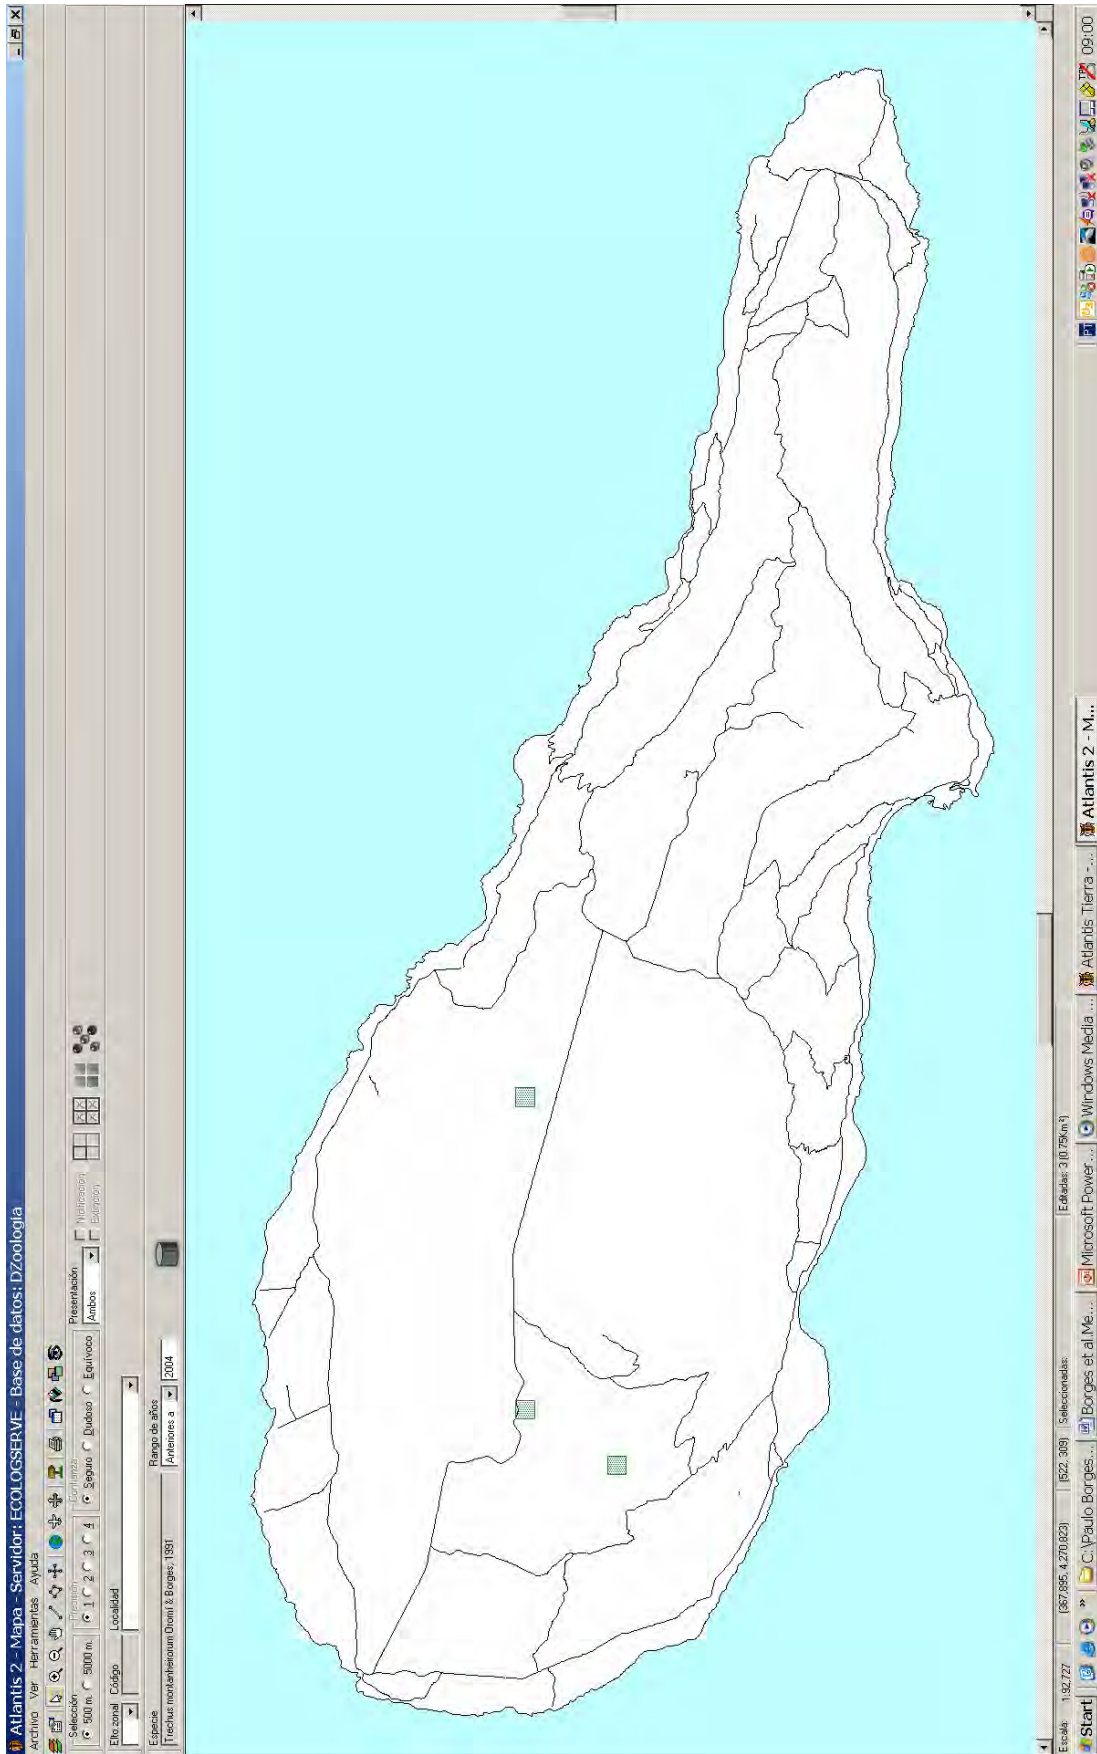 Atlantis 2 - Mapa - Servidor: ECOLOGSERVE - Base de datos: DZoologia
Archivo Ver Herramientas Ayuda
Selección Precisión Confianza Presentación
500 m. 5000 m. 1 2 3 4 Seguro Dudoso Equívoco Ambos Notificación Extinción
Elto.zonal Código Localidad
Especie Rango de años
Trechus montanheirorum Oromí & Borges, 1991 Anteriores a 2004
Escala: 1:92.727 [367,895, 4.270,823] [522, 309] Seleccionadas: Editadas: 3 (0.75Km²)
Start » C:\Paulo Borges... Borges et al.Me... Microsoft Power... Windows Media ... Atlantis Tierra -... Atlantis 2 - M... PT 09:00